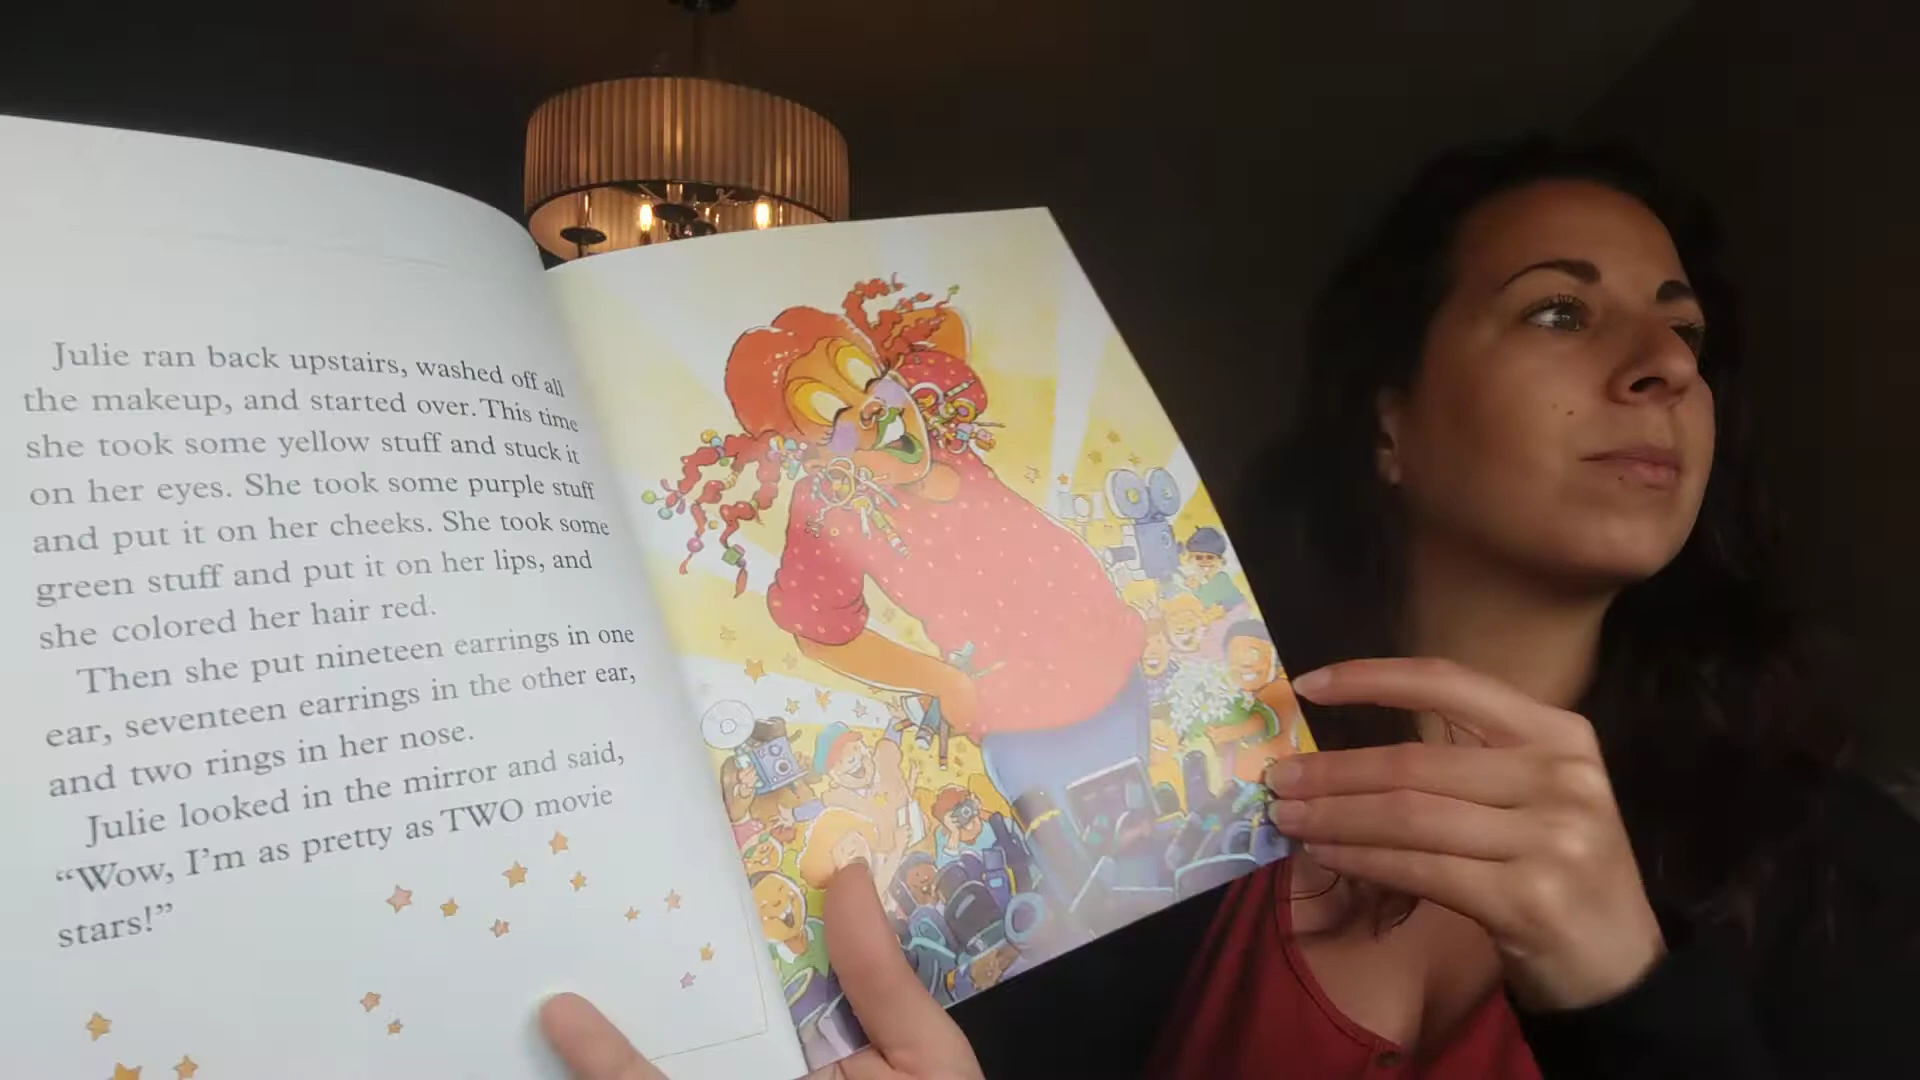 Julie ran back upstairs, washed off all
the makeup, and started over. This time
she took some yellow stuff and stuck it
on her eyes. She took some purple stuff
and put it on her cheeks. She took some
green stuff and put it on her lips, and
she colored her hair red.
Then she put nineteen earrings in one
ear, seventeen earrings in the other ear,
and two rings in her nose.
Julie looked in the mirror and said,
“Wow, I’m as pretty as TWO movie
stars!”